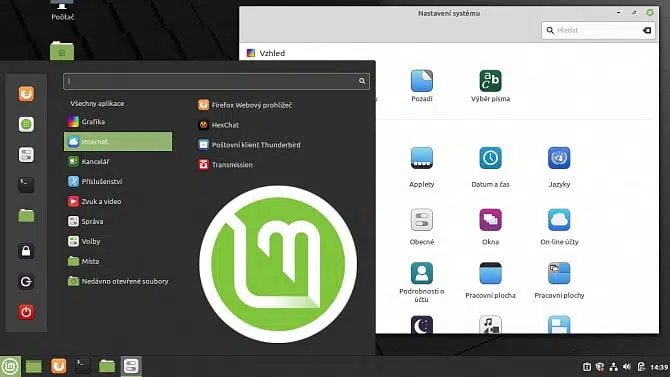 Počítač
Nastavení systému
Hledat
Vzhled
Pozadí
Výběr písma
Všechny aplikace
Grafika
Internet
Kancelář
Příslušenství
Zvuk a video
Správa
Volby
Místa
Nedávno otevřené soubory
Firefox Webový prohlížeč
HexChat
Poštovní klient Thunderbird
Transmission
Applety
Datum a čas
Jazyky
Obecné
Okna
On-line účty
Podrobnosti o
účtu
Pracovní plocha
Pracovní plochy
14:39